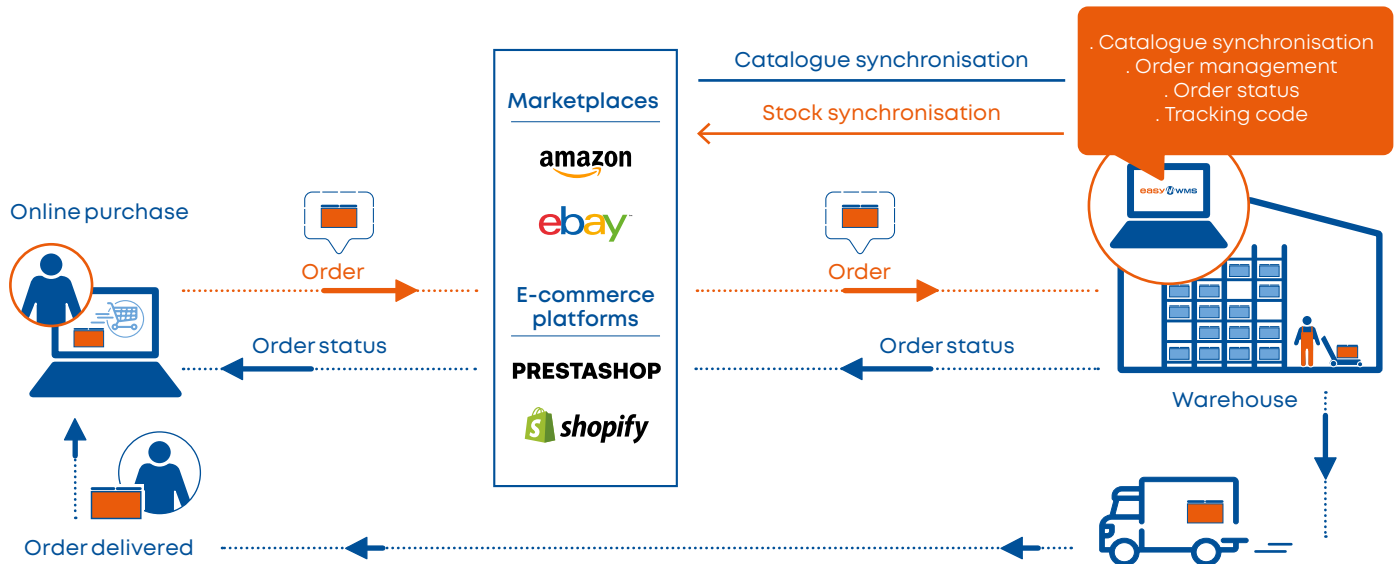 . Catalogue synchronisation
. Order management
. Order status
. Tracking code
Catalogue synchronisation
Stock synchronisation
Marketplaces
amazon
ebay
easy WMS
Online purchase
Order
Order
E-commerce
platforms
Order status
Order status
PRESTASHOP
shopify
Warehouse
Order delivered